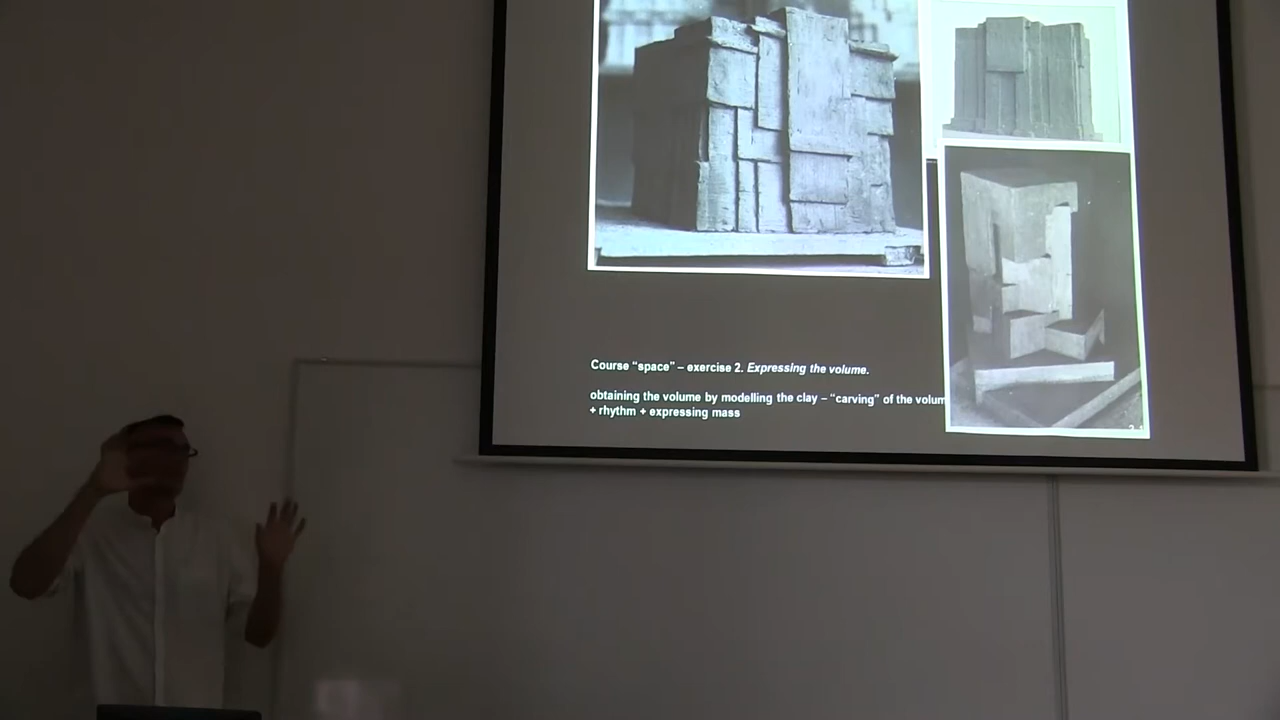 Course “space” – exercise 2. Expressing the volume.
obtaining the volume by modelling the clay – “carving” of the volum
+ rhythm + expressing mass